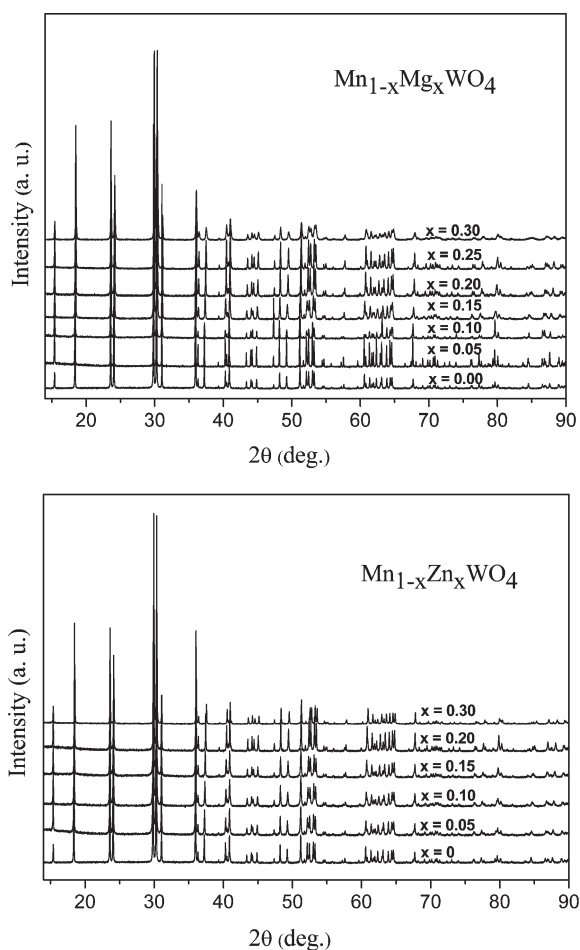 Mn1-xMgxWO4
Intensity (a. u.)
x = 0.30
x = 0.25
x = 0.20
x = 0.15
x = 0.10
x = 0.05
x = 0.00
20 30 40 50 60 70 80 90
2θ (deg.)
Mn1-xZnxWO4
Intensity (a. u.)
x = 0.30
x = 0.20
x = 0.15
x = 0.10
x = 0.05
x = 0
20 30 40 50 60 70 80 90
2θ (deg.)